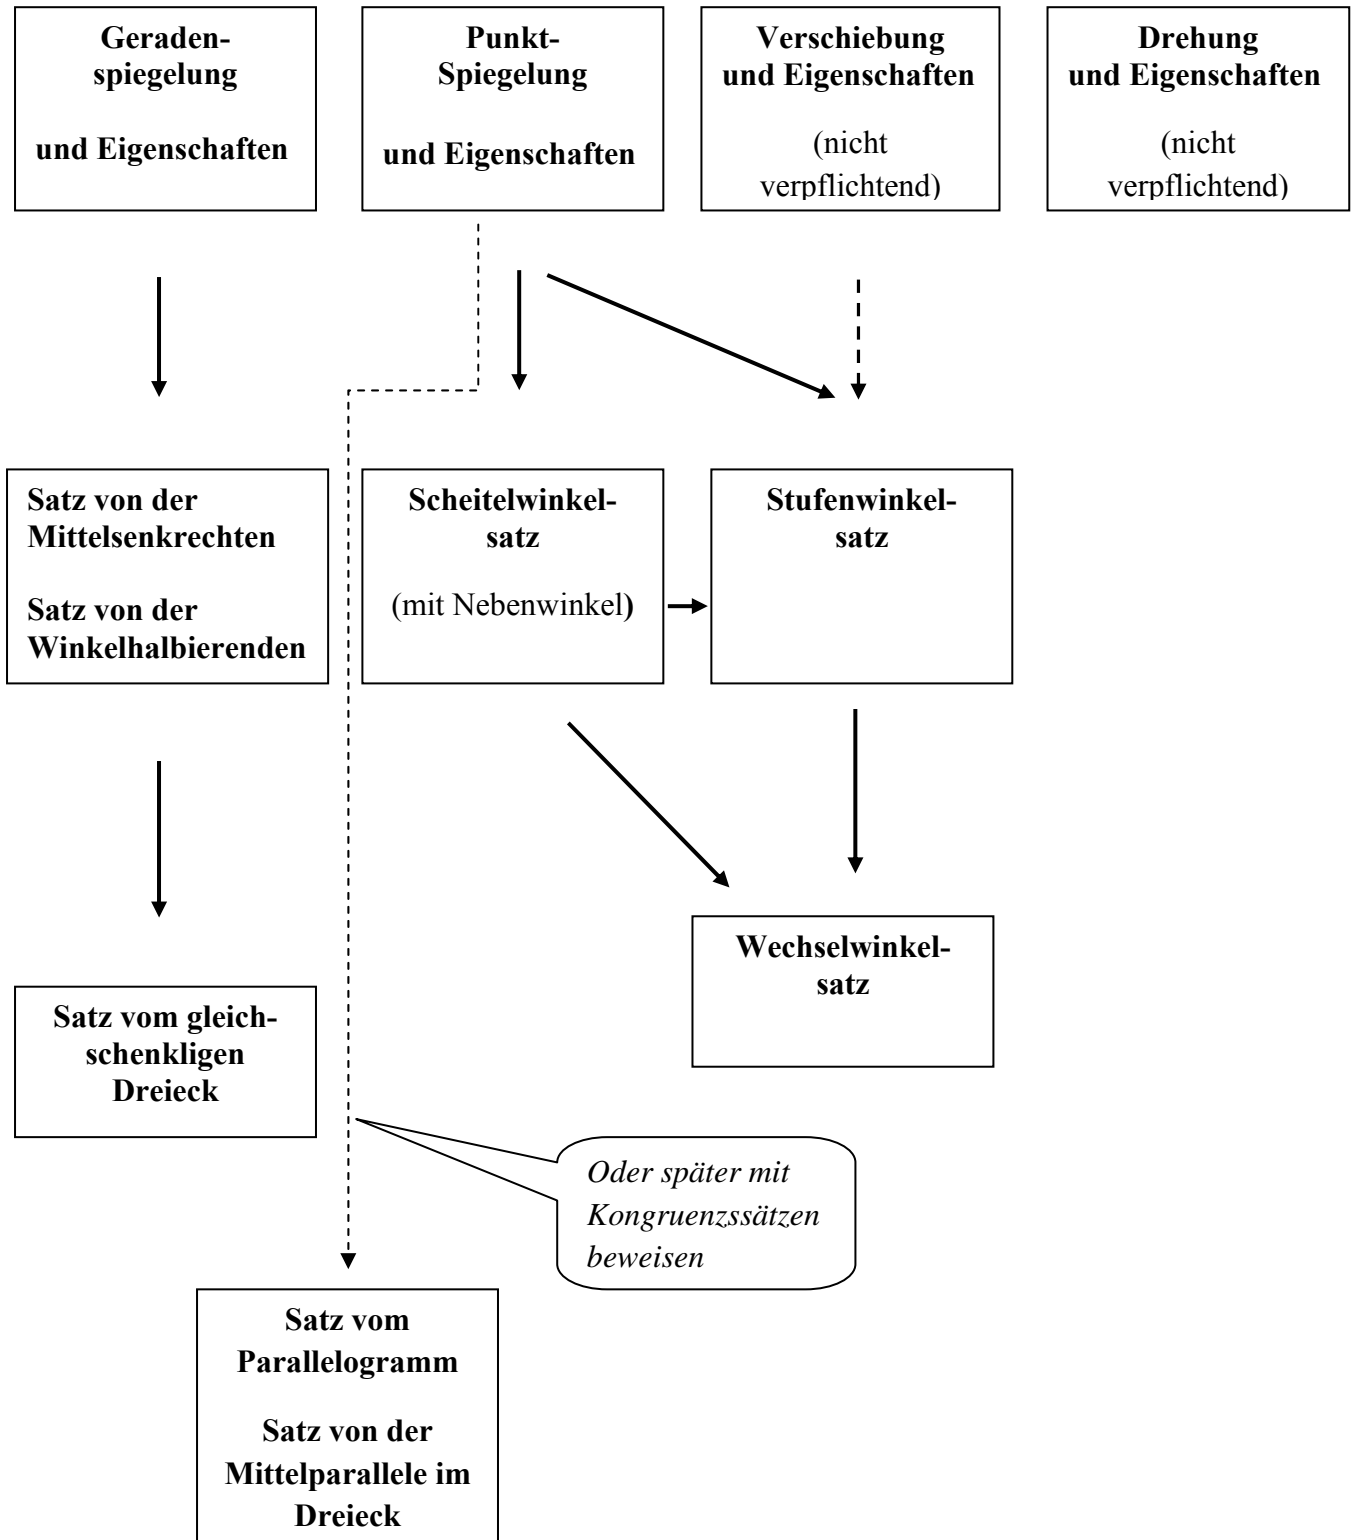 Geraden-
spiegelung
und Eigenschaften
Punkt-
Spiegelung
und Eigenschaften
Verschiebung
und Eigenschaften
(nicht
verpflichtend)
Drehung
und Eigenschaften
(nicht
verpflichtend)
Satz von der
Mittelsenkrechten
Satz von der
Winkelhalbierenden
Scheitelwinkel-
satz
(mit Nebenwinkel)
Stufenwinkel-
satz
Wechselwinkel-
satz
Satz vom gleich-
schenkligen
Dreieck
Oder später mit
Kongruenzssätzen
beweisen
Satz vom
Parallelogramm
Satz von der
Mittelparallele im
Dreieck